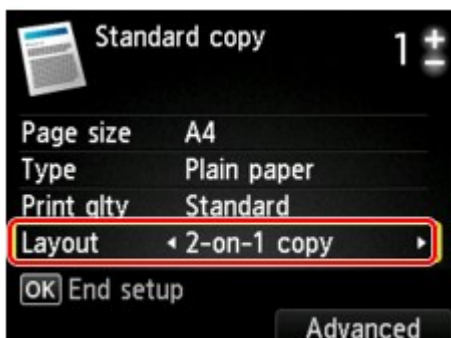 Standard copy
1
Page size A4
Type Plain paper
Print qlty Standard
Layout 2-on-1 copy
OK End setup
Advanced